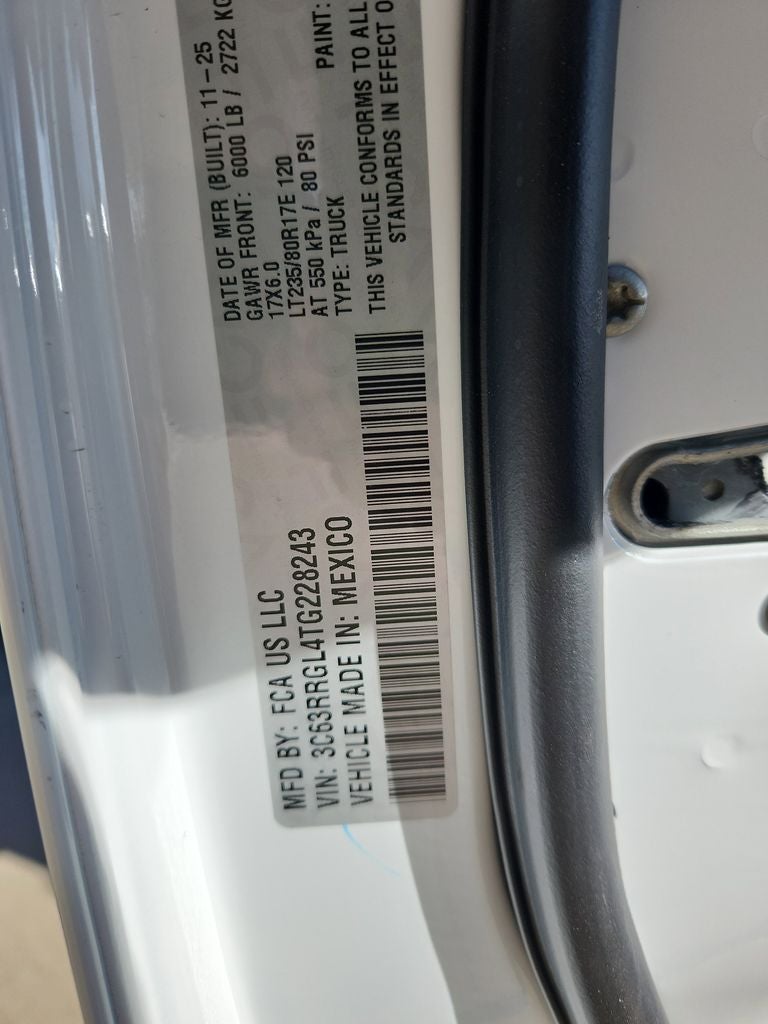 MFD BY: FCA US LLC
VIN: 3C63RRGL4TG228243
VEHICLE MADE IN: MEXICO
DATE OF MFR (BUILT): 11-25
GAWR FRONT: 6000 LB / 2722 KG
17X6.0
LT235/80R17E 120
AT 550 kPa / 80 PSI
TYPE: TRUCK PAINT:
THIS VEHICLE CONFORMS TO ALL
STANDARDS IN EFFECT O